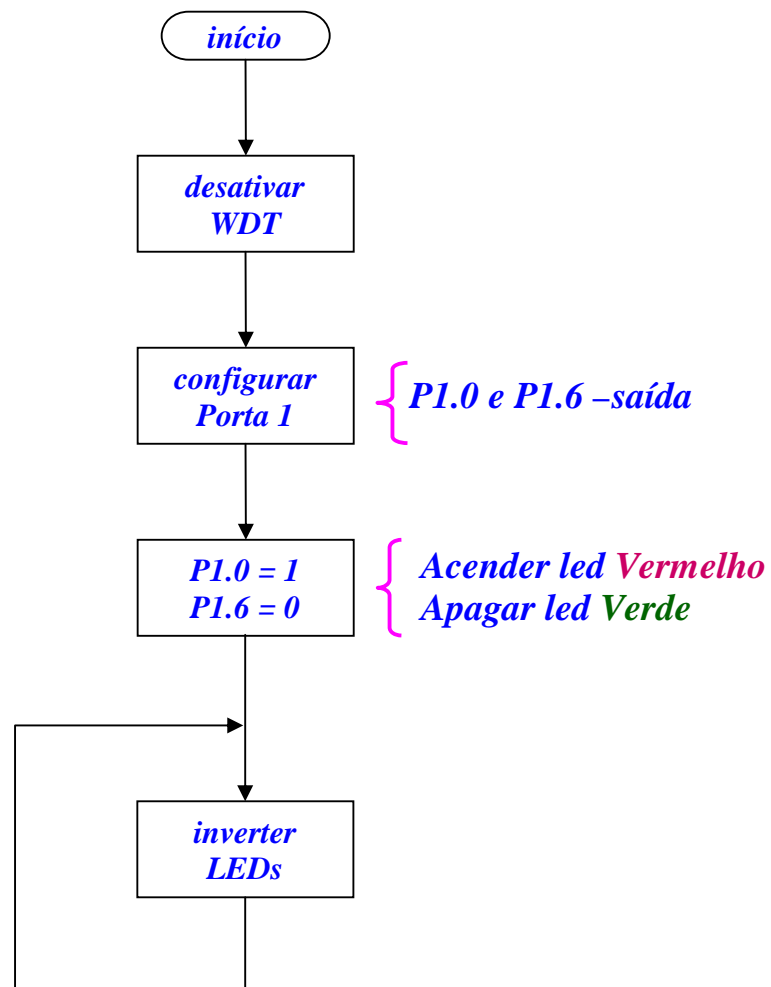 início
desativar
WDT
configurar
Porta 1
P1.0 e P1.6 –saída
P1.0 = 1
P1.6 = 0
Acender led Vermelho
Apagar led Verde
inverter
LEDs